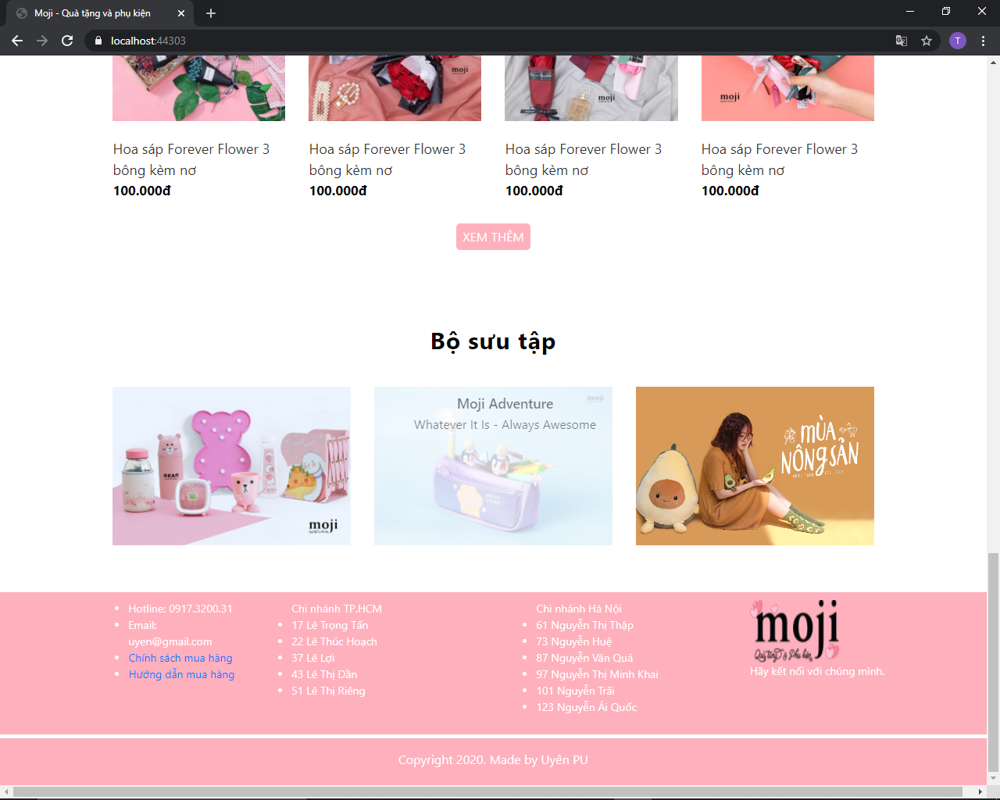 Moji - Quà tặng và phụ kiện
localhost:44303
T
moji
moji
moji
Hoa sáp Forever Flower 3
bông kèm nơ
100.000đ
Hoa sáp Forever Flower 3
bông kèm nơ
100.000đ
Hoa sáp Forever Flower 3
bông kèm nơ
100.000đ
Hoa sáp Forever Flower 3
bông kèm nơ
100.000đ
XEM THÊM
Bộ sưu tập
BEAR
moji
moji
Moji Adventure
Whatever It Is - Always Awesome
MÙA
NÔNG SẢN
Hotline: 0917.3200.31
Email:
uyen@gmail.com
Chính sách mua hàng
Hướng dẫn mua hàng
Chi nhánh TP.HCM
17 Lê Trọng Tấn
22 Lê Thúc Hoạch
37 Lê Lợi
43 Lê Thị Dần
51 Lê Thị Riêng
Chi nhánh Hà Nội
61 Nguyễn Thị Thập
73 Nguyễn Huệ
87 Nguyễn Văn Quá
97 Nguyễn Thị Minh Khai
101 Nguyễn Trãi
123 Nguyễn Ái Quốc
moji
Quà tặng & Phụ kiện
Hãy kết nối với chúng mình.
Copyright 2020. Made by Uyên PU